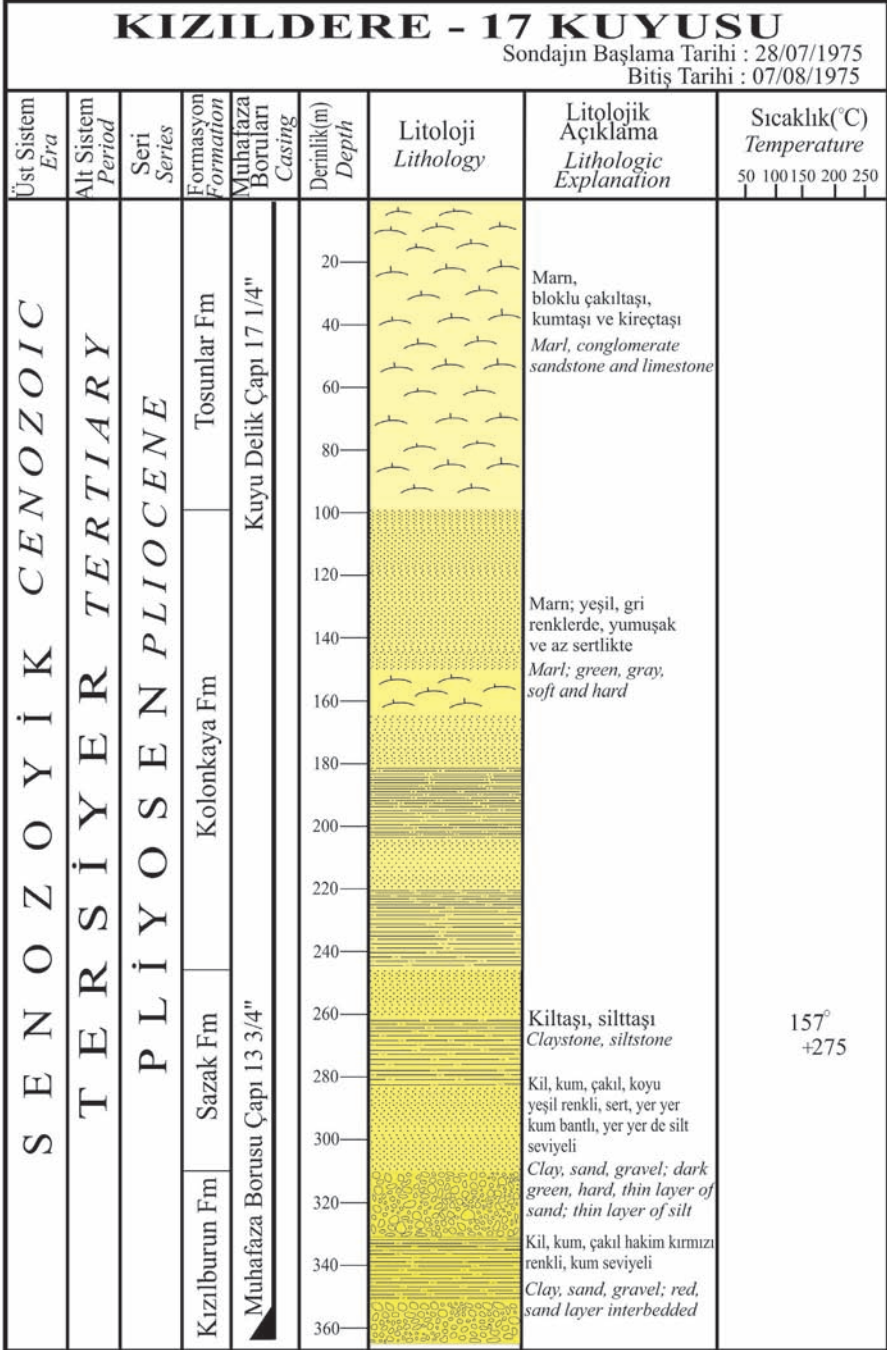 KIZILDERE - 17 KUYUSU
Sondajın Başlama Tarihi : 28/07/1975
Bitiş Tarihi : 07/08/1975
Üst Sistem
Era
Alt Sistem
Period
Seri
Series
Formasyon
Formation
Muhafaza
Boruları
Casing
Derinlik(m)
Depth
Litoloji
Lithology
Litolojik
Açıklama
Lithologic
Explanation
Sıcaklık(°C)
Temperature
50 100 150 200 250
SENOZOYİK CENOZOIC
TERSİYER TERTIARY
PLİYOSEN PLIOCENE
Tosunlar Fm
Kolonkaya Fm
Sazak Fm
Kızılburun Fm
Kuyu Delik Çapı 17 1/4"
Muhafaza Borusu Çapı 13 3/4"
20
40
60
80
100
120
140
160
180
200
220
240
260
280
300
320
340
360
Marn,
bloklu çakıltaşı,
kumtaşı ve kireçtaşı
Marl, conglomerate
sandstone and limestone
Marn; yeşil, gri
renklerde, yumuşak
ve az sertlikte
Marl; green, gray,
soft and hard
Kiltaşı, silttaşı
Claystone, siltstone
Kil, kum, çakıl, koyu
yeşil renkli, sert, yer yer
kum bantlı, yer yer de silt
seviyeli
Clay, sand, gravel; dark
green, hard, thin layer of
sand; thin layer of silt
Kil, kum, çakıl hakim kırmızı
renkli, kum seviyeli
Clay, sand, gravel; red,
sand layer interbedded
157°
+275